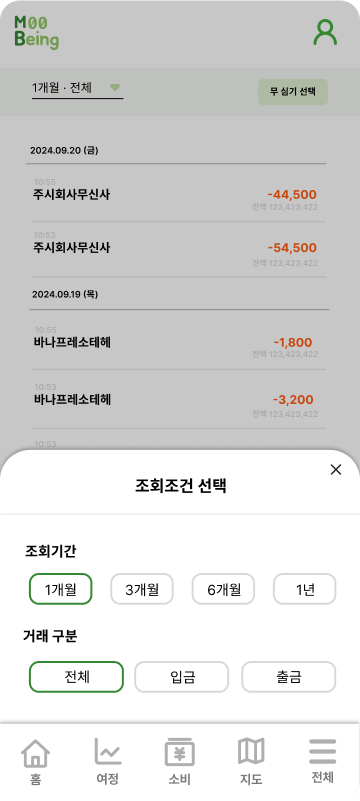 MOO
Being
1개월 · 전체
무 심기 선택
2024.09.20 (금)
10:55
주시회사무신사
-44,500
잔액 123,423,422
10:53
주시회사무신사
-54,500
잔액 123,423,422
2024.09.19 (목)
10:55
바나프레소테헤
-1,800
잔액 123,423,422
10:53
바나프레소테헤
-3,200
잔액 123,423,422
10:53
조회조건 선택
조회기간
1개월 3개월 6개월 1년
거래 구분
전체 입금 출금
홈 여정 소비 지도 전체